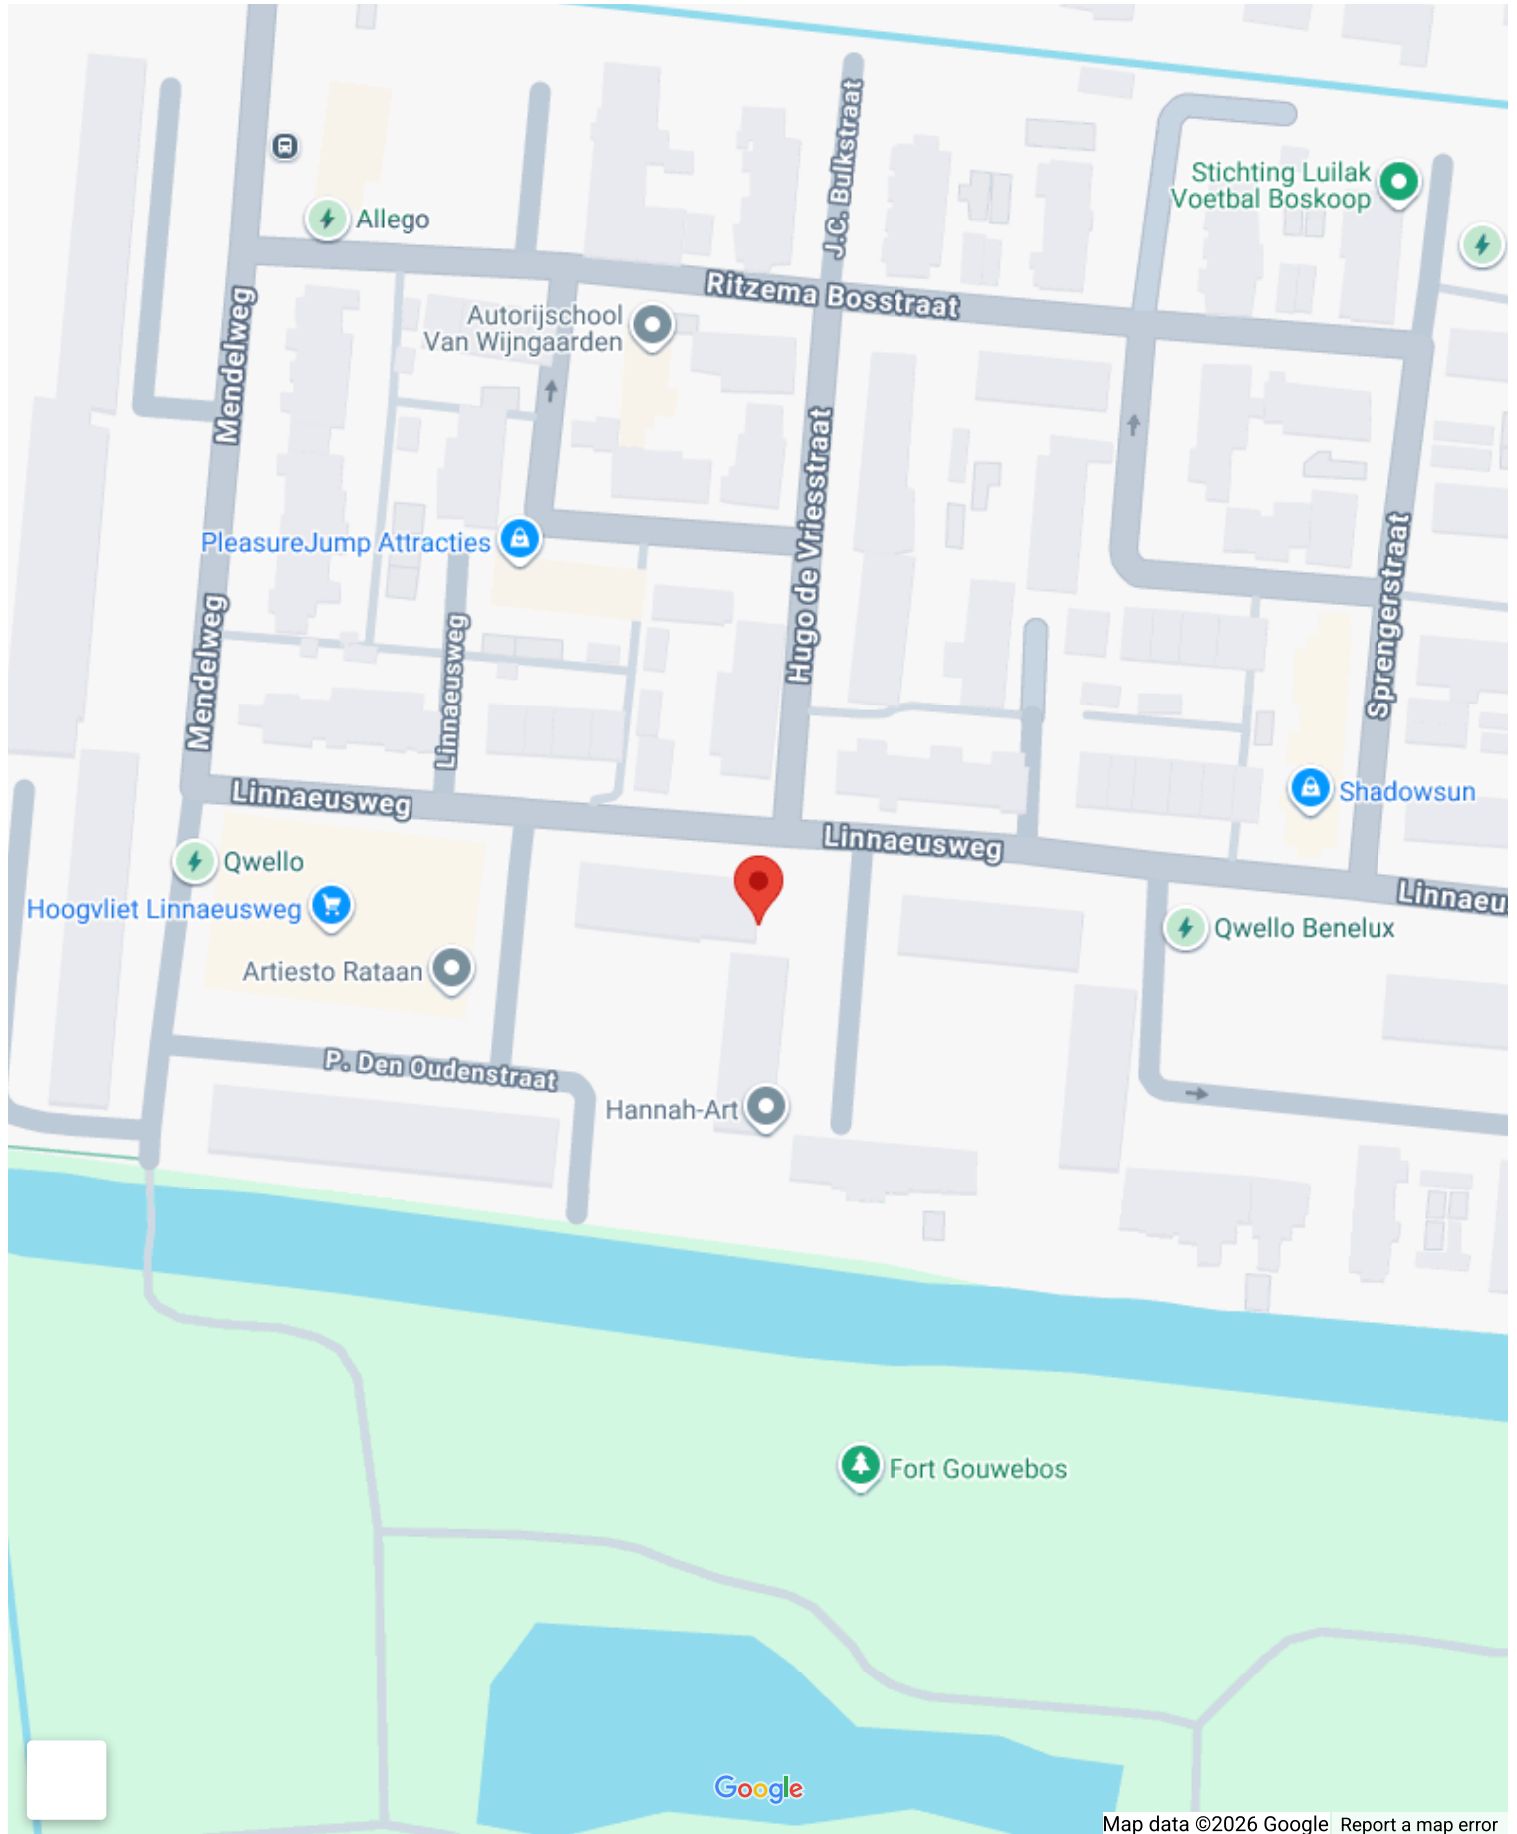 J.C. Bulkstraat
Stichting Luilak
Voetbal Boskoop
Allego
Ritzema Bosstraat
Autorijschool
Van Wijngaarden
Mendelweg
Hugo de Vriesstraat
PleasureJump Attracties
Sprengerstraat
Mendelweg
Linnaeusweg
Linnaeusweg
Shadowsun
Linnaeusweg
Qwello
Linnaeu
Hoogvliet Linnaeusweg
Qwello Benelux
Artiesto Rataan
P. Den Oudenstraat
Hannah-Art
Fort Gouwebos
Google
Map data ©2026 Google
Report a map error